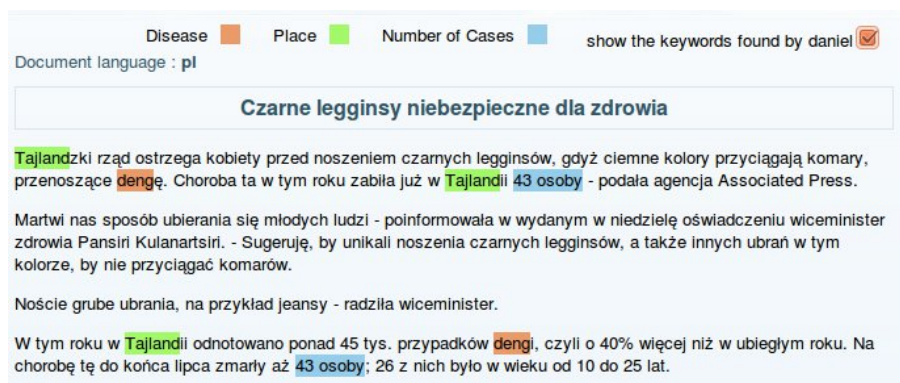 Disease Place Number of Cases show the keywords found by daniel
Document language : pl
Czarne legginsy niebezpieczne dla zdrowia
Tajlandzki rząd ostrzega kobiety przed noszeniem czarnych legginsów, gdyż ciemne kolory przyciągają komary,
przenoszące dengę. Choroba ta w tym roku zabiła już w Tajlandii 43 osoby - podała agencja Associated Press.
Martwi nas sposób ubierania się młodych ludzi - poinformowała w wydanym w niedzielę oświadczeniu wiceminister
zdrowia Pansiri Kulanartsiri. - Sugeruję, by unikali noszenia czarnych legginsów, a także innych ubrań w tym
kolorze, by nie przyciągać komarów.
Noście grube ubrania, na przykład jeansy - radziła wiceminister.
W tym roku w Tajlandii odnotowano ponad 45 tys. przypadków dengi, czyli o 40% więcej niż w ubiegłym roku. Na
chorobę tę do końca lipca zmarły aż 43 osoby; 26 z nich było w wieku od 10 do 25 lat.